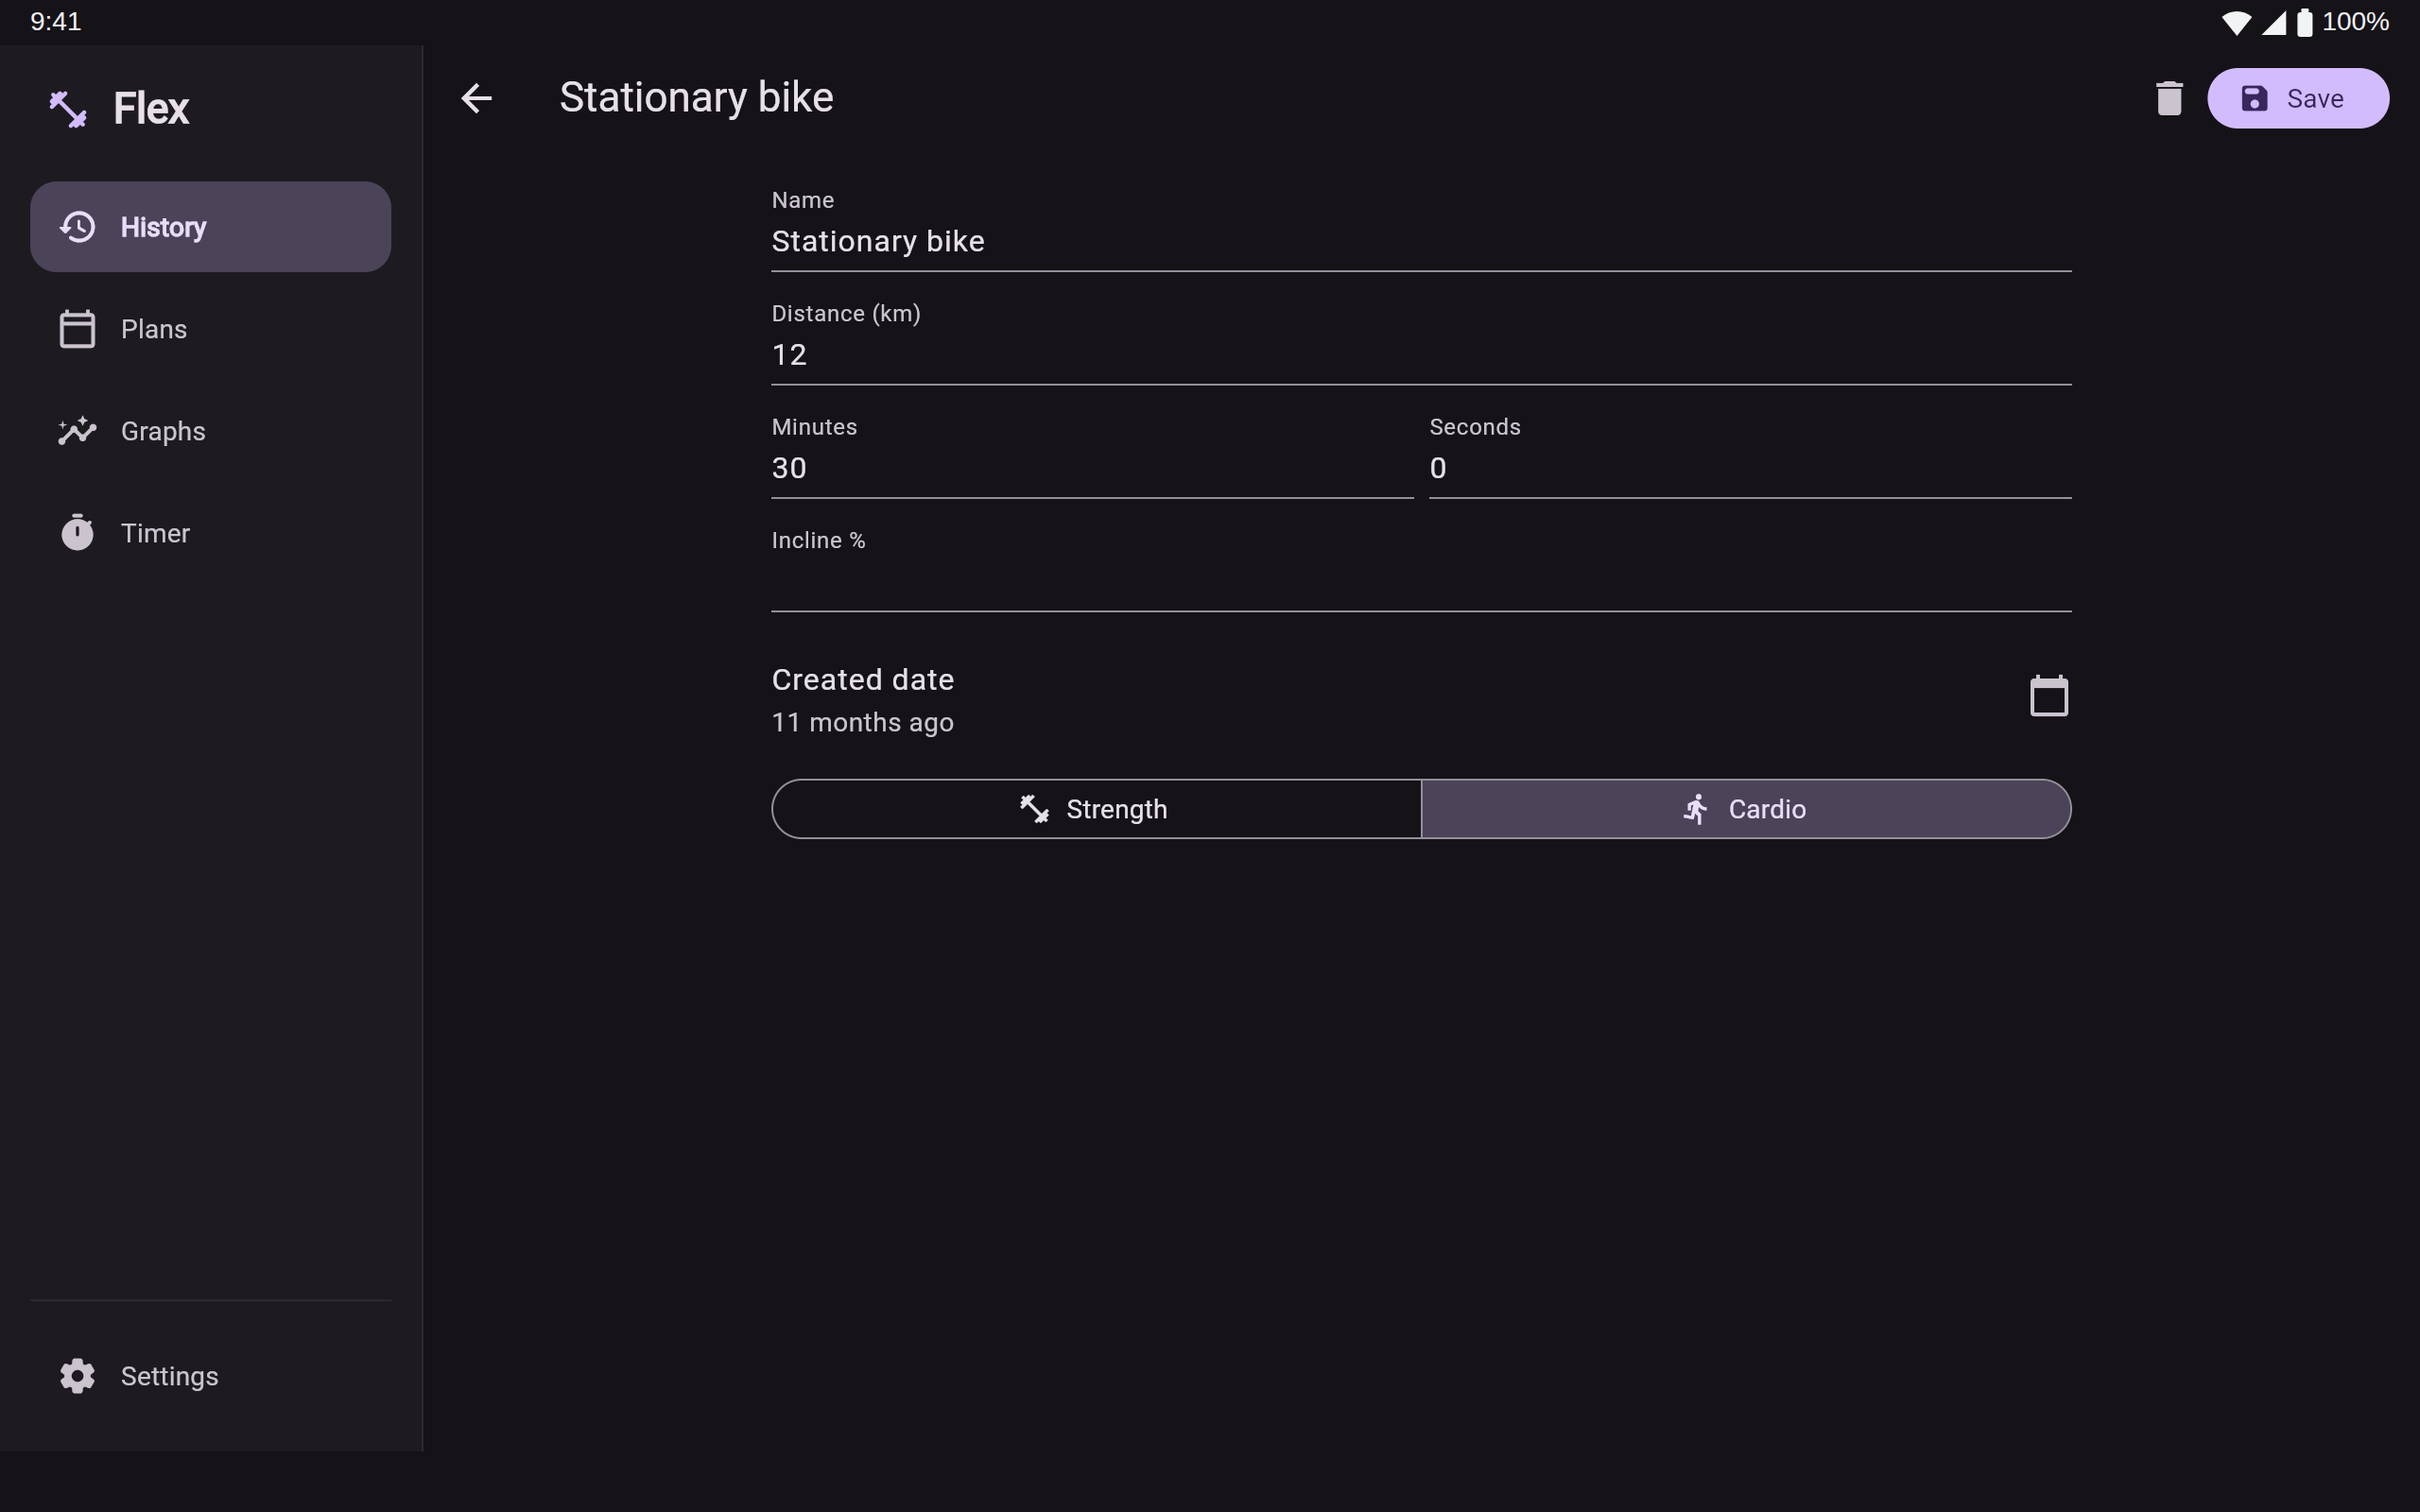 9:41
100%
Flex
Stationary bike
Save
History
Plans
Graphs
Timer
Settings
Name
Stationary bike
Distance (km)
12
Minutes
Seconds
30
0
Incline %
Created date
11 months ago
Strength
Cardio